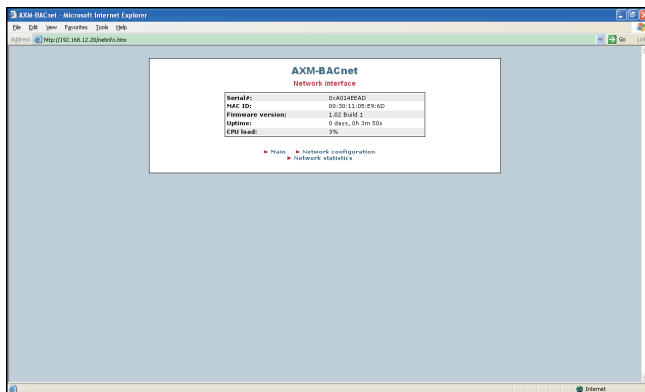 AXM-BACnet - Microsoft Internet Explorer
File Edit View Favorites Tools Help
Address http://192.168.12.20/netinfo.htm Go
AXM-BACnet
Network interface
Serial#: 0xA014EEAD
MAC ID: 00:30:11:05:E9:6D
Firmware version: 1.02 Build 1
Uptime: 0 days, 0h 3m 50s
CPU load: 3%
Main Network configuration
Network statistics
Internet